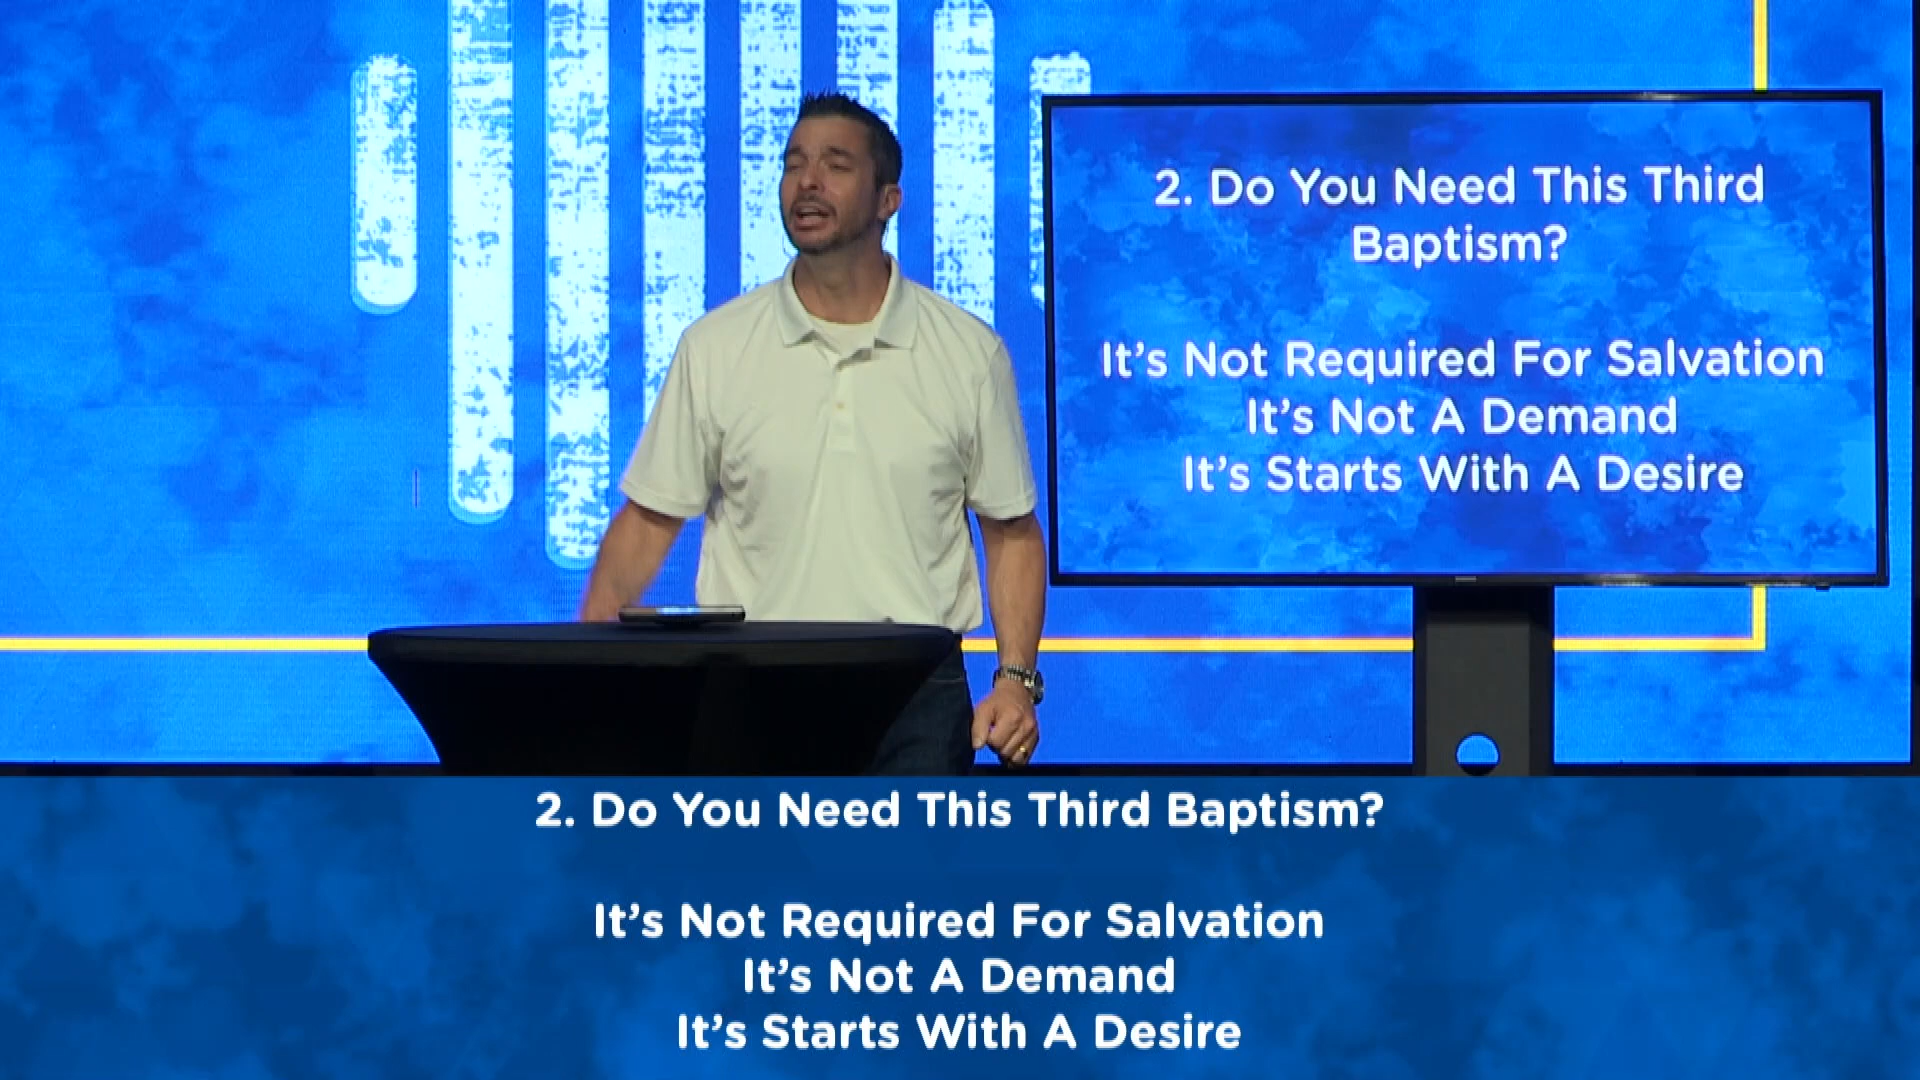 2. Do You Need This Third
Baptism?
It's Not Required For Salvation
It's Not A Demand
It's Starts With A Desire
2. Do You Need This Third Baptism?
It's Not Required For Salvation
It's Not A Demand
It's Starts With A Desire